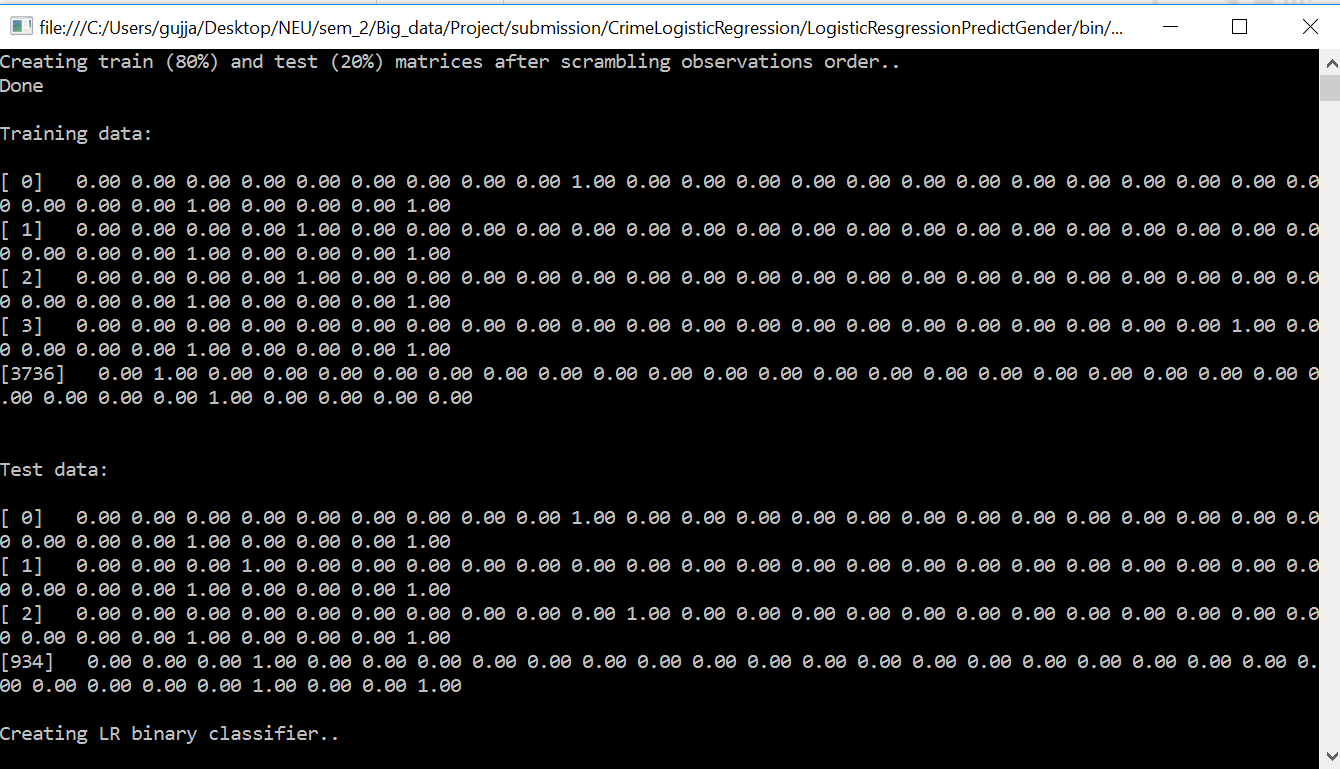 file:///C:/Users/gujja/Desktop/NEU/sem_2/Big_data/Project/submission/CrimeLogisticRegression/LogisticResgressionPredictGender/bin/...
Creating train (80%) and test (20%) matrices after scrambling observations order..
Done
Training data:
[ 0]   0.00 0.00 0.00 0.00 0.00 0.00 0.00 0.00 0.00 1.00 0.00 0.00 0.00 0.00 0.00 0.00 0.00 0.00 0.00 0.00 0.00 0.00 0.0
0 0.00 0.00 0.00 1.00 0.00 0.00 0.00 1.00
[ 1]   0.00 0.00 0.00 0.00 1.00 0.00 0.00 0.00 0.00 0.00 0.00 0.00 0.00 0.00 0.00 0.00 0.00 0.00 0.00 0.00 0.00 0.00 0.0
0 0.00 0.00 0.00 1.00 0.00 0.00 0.00 1.00
[ 2]   0.00 0.00 0.00 0.00 1.00 0.00 0.00 0.00 0.00 0.00 0.00 0.00 0.00 0.00 0.00 0.00 0.00 0.00 0.00 0.00 0.00 0.00 0.0
0 0.00 0.00 0.00 1.00 0.00 0.00 0.00 1.00
[ 3]   0.00 0.00 0.00 0.00 0.00 0.00 0.00 0.00 0.00 0.00 0.00 0.00 0.00 0.00 0.00 0.00 0.00 0.00 0.00 0.00 0.00 1.00 0.0
0 0.00 0.00 0.00 1.00 0.00 0.00 0.00 1.00
[3736]   0.00 1.00 0.00 0.00 0.00 0.00 0.00 0.00 0.00 0.00 0.00 0.00 0.00 0.00 0.00 0.00 0.00 0.00 0.00 0.00 0.00 0.00 0
.00 0.00 0.00 0.00 1.00 0.00 0.00 0.00 0.00
Test data:
[ 0]   0.00 0.00 0.00 0.00 0.00 0.00 0.00 0.00 0.00 1.00 0.00 0.00 0.00 0.00 0.00 0.00 0.00 0.00 0.00 0.00 0.00 0.00 0.0
0 0.00 0.00 0.00 1.00 0.00 0.00 0.00 1.00
[ 1]   0.00 0.00 0.00 1.00 0.00 0.00 0.00 0.00 0.00 0.00 0.00 0.00 0.00 0.00 0.00 0.00 0.00 0.00 0.00 0.00 0.00 0.00 0.0
0 0.00 0.00 0.00 1.00 0.00 0.00 0.00 1.00
[ 2]   0.00 0.00 0.00 0.00 0.00 0.00 0.00 0.00 0.00 0.00 1.00 0.00 0.00 0.00 0.00 0.00 0.00 0.00 0.00 0.00 0.00 0.00 0.0
0 0.00 0.00 0.00 1.00 0.00 0.00 0.00 1.00
[934]   0.00 0.00 0.00 1.00 0.00 0.00 0.00 0.00 0.00 0.00 0.00 0.00 0.00 0.00 0.00 0.00 0.00 0.00 0.00 0.00 0.00 0.00 0.
00 0.00 0.00 0.00 0.00 1.00 0.00 0.00 1.00
Creating LR binary classifier..